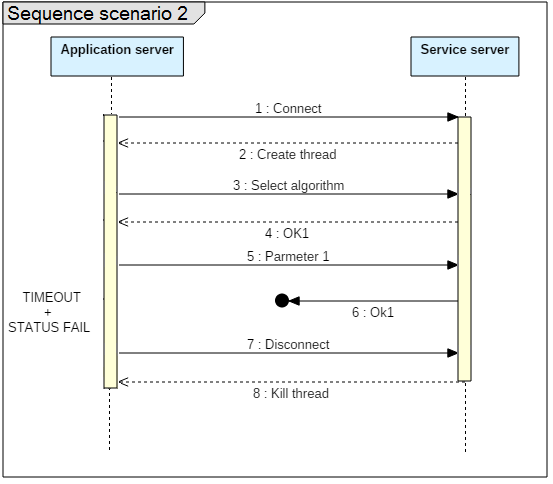 Sequence scenario 2
Application server
Service server
1 : Connect
2 : Create thread
3 : Select algorithm
4 : OK1
5 : Parmeter 1
TIMEOUT
+
STATUS FAIL
6 : Ok1
7 : Disconnect
8 : Kill thread